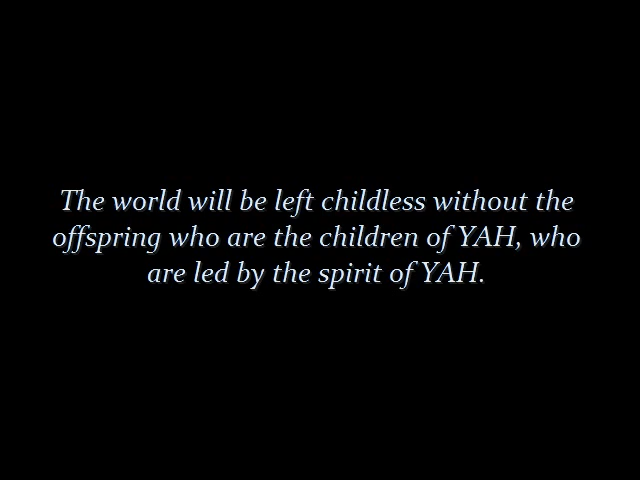 The world will be left childless without the
offspring who are the children of YAH, who
are led by the spirit of YAH.